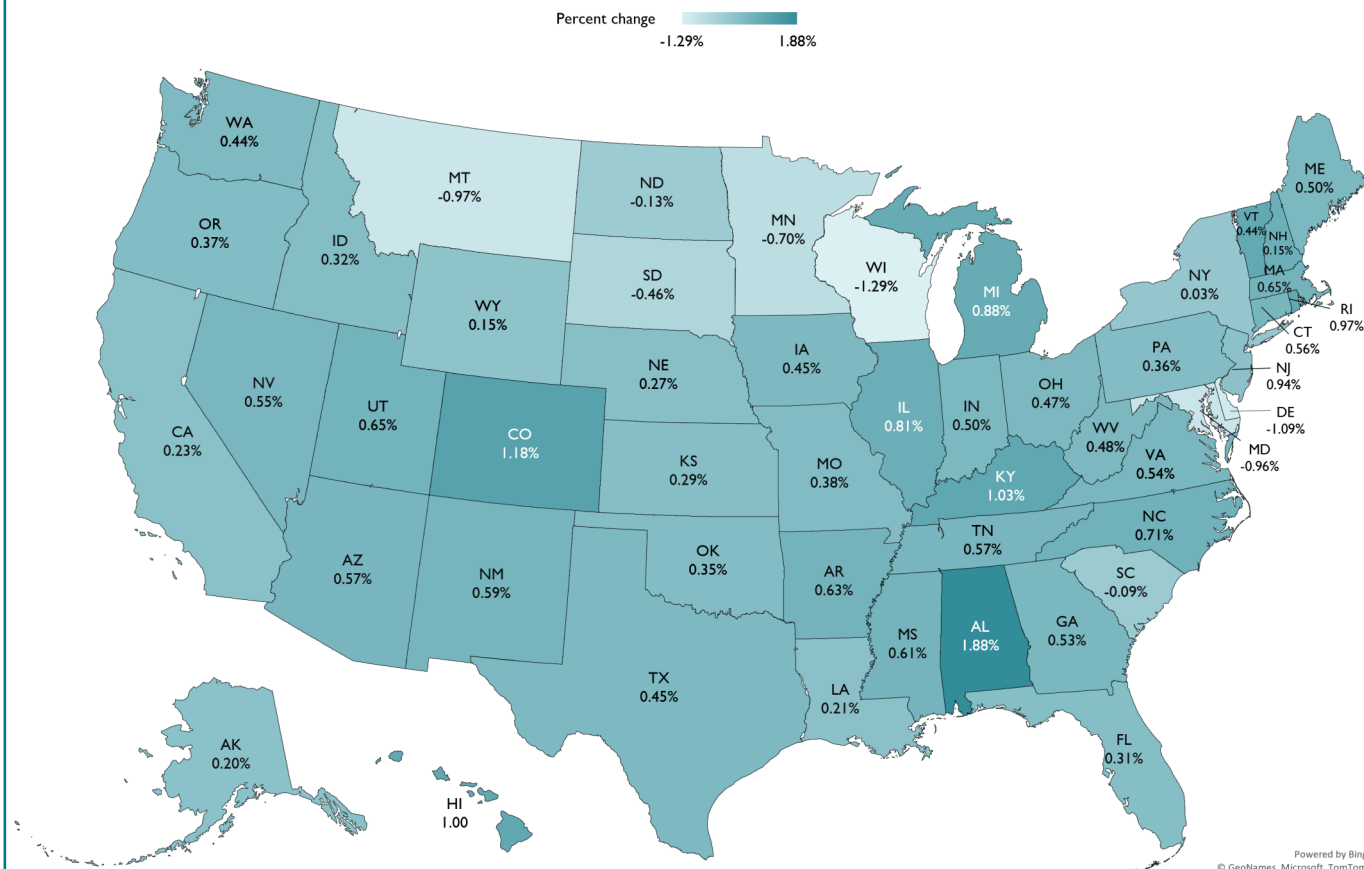 Percent change
-1.29%
1.88%
WA
0.44%
OR
0.37%
ID
0.32%
MT
-0.97%
ND
-0.13%
MN
-0.70%
SD
-0.46%
WI
-1.29%
MI
0.88%
WY
0.15%
NE
0.27%
IA
0.45%
NV
0.55%
UT
0.65%
CO
1.18%
CA
0.23%
KS
0.29%
MO
0.38%
IL
0.81%
IN
0.50%
OH
0.47%
PA
0.36%
NY
0.03%
VT
0.44%
NH
0.15%
ME
0.50%
MA
0.65%
RI
0.97%
CT
0.56%
NJ
0.94%
DE
-1.09%
MD
-0.96%
WV
0.48%
VA
0.54%
KY
1.03%
NC
0.71%
TN
0.57%
SC
-0.09%
AZ
0.57%
NM
0.59%
OK
0.35%
AR
0.63%
MS
0.61%
AL
1.88%
GA
0.53%
TX
0.45%
LA
0.21%
FL
0.31%
AK
0.20%
HI
1.00
Powered by Bing
© GeoNames, Microsoft, TomTom